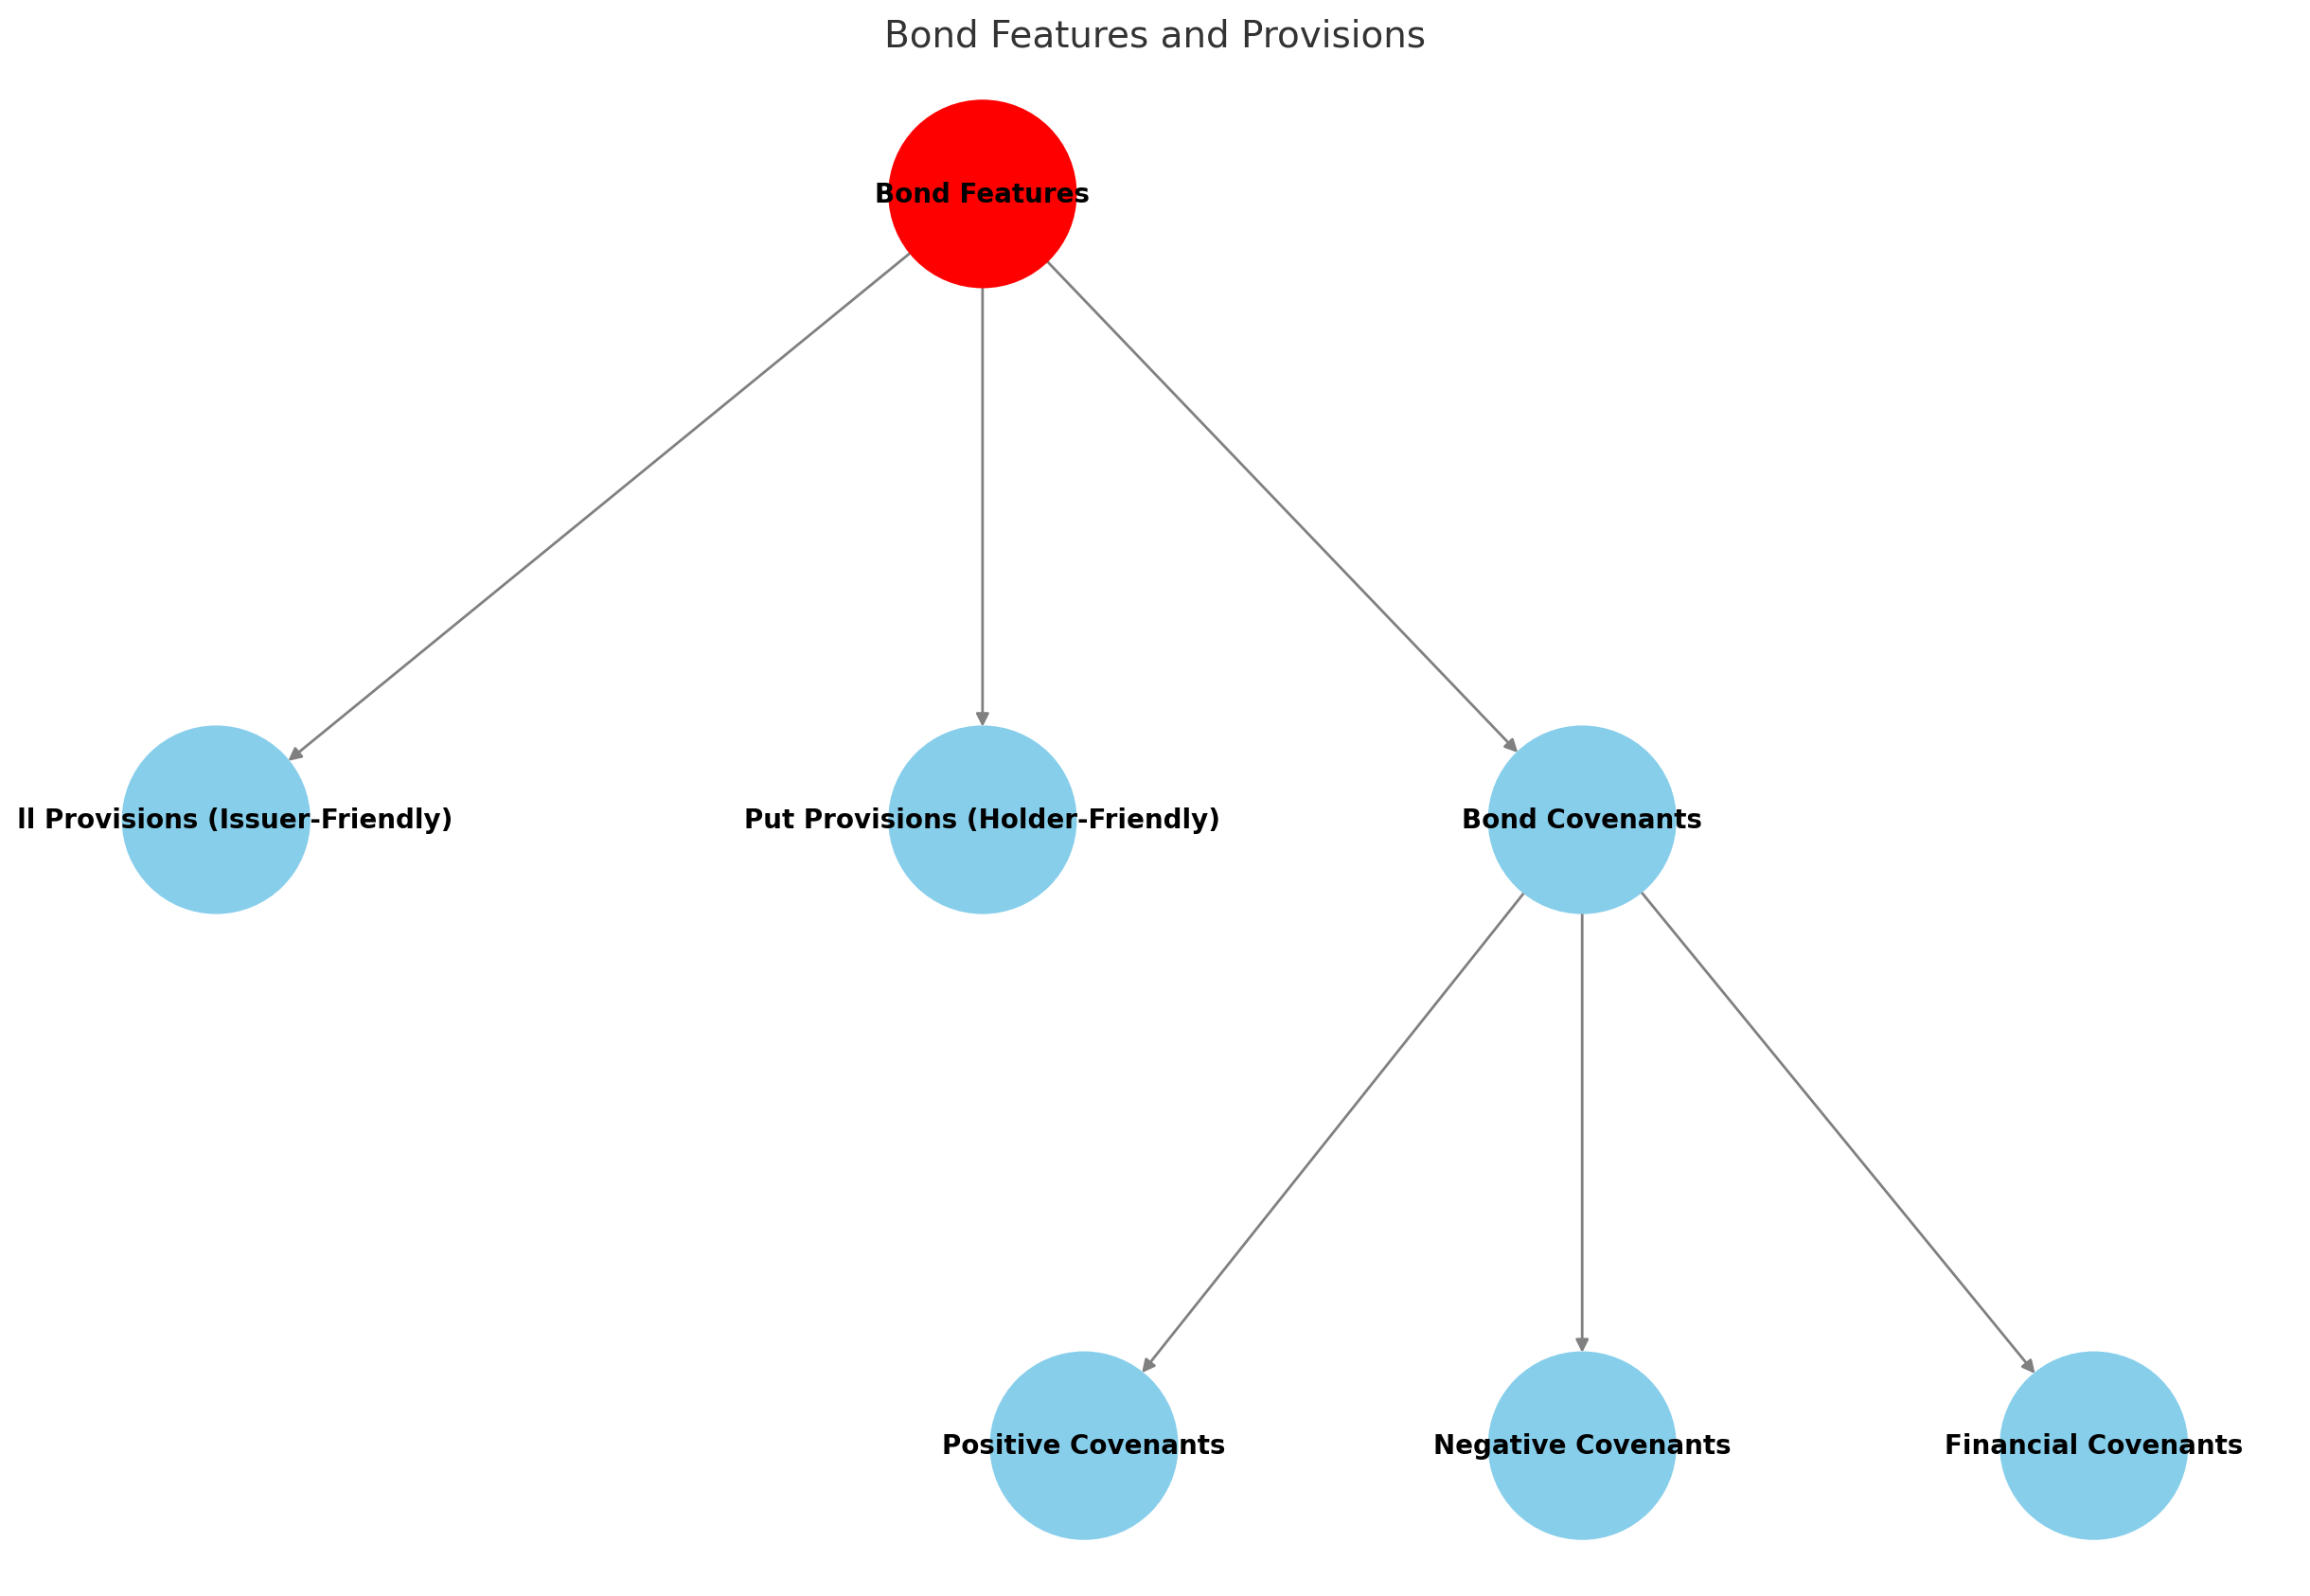 Bond Features and Provisions
Bond Features
ll Provisions (Issuer-Friendly)
Put Provisions (Holder-Friendly)
Bond Covenants
Positive Covenants
Negative Covenants
Financial Covenants